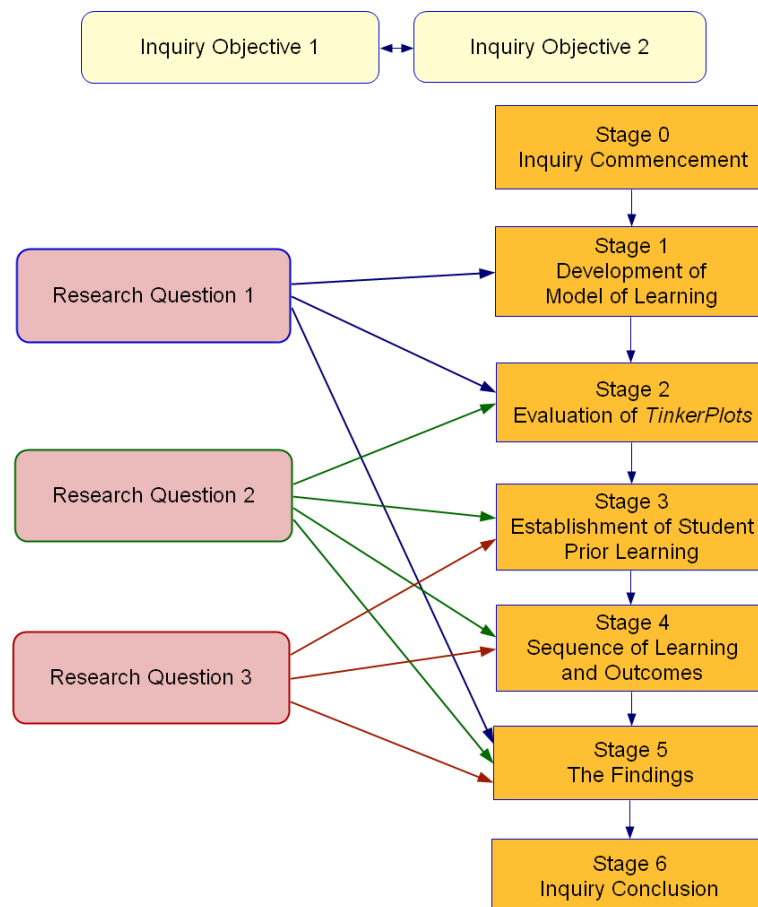 Inquiry Objective 1
Inquiry Objective 2
Stage 0
Inquiry Commencement
Stage 1
Development of
Model of Learning
Research Question 1
Stage 2
Evaluation of TinkerPlots
Research Question 2
Stage 3
Establishment of Student
Prior Learning
Stage 4
Sequence of Learning
and Outcomes
Research Question 3
Stage 5
The Findings
Stage 6
Inquiry Conclusion